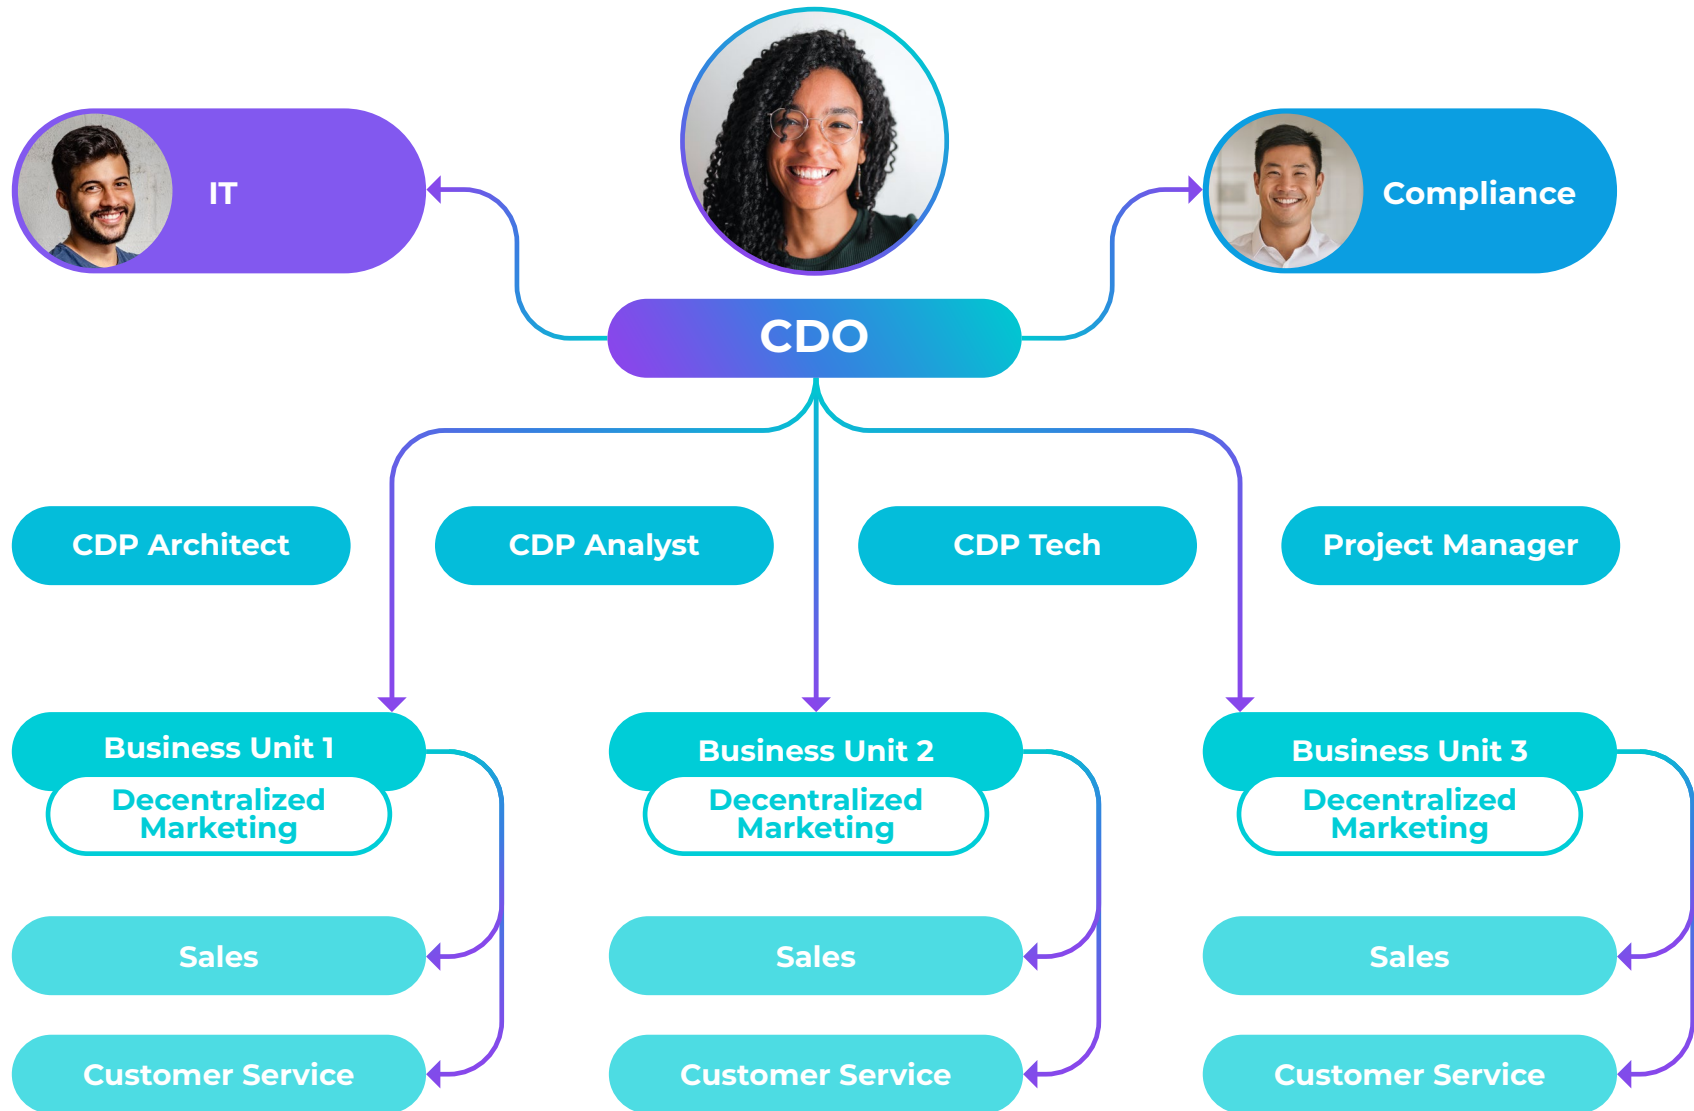 IT
Compliance
CDO
CDP Architect
CDP Analyst
CDP Tech
Project Manager
Business Unit 1
Decentralized
Marketing
Business Unit 2
Decentralized
Marketing
Business Unit 3
Decentralized
Marketing
Sales
Sales
Sales
Customer Service
Customer Service
Customer Service